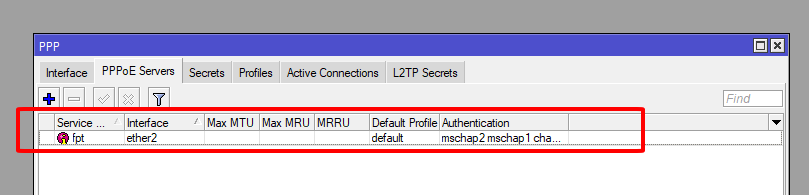 PPP
Interface PPPoE Servers Secrets Profiles Active Connections L2TP Secrets
Find
Service ... Interface Max MTU Max MRU MRRU Default Profile Authentication
fpt ether2 default mschap2 mschap1 cha...